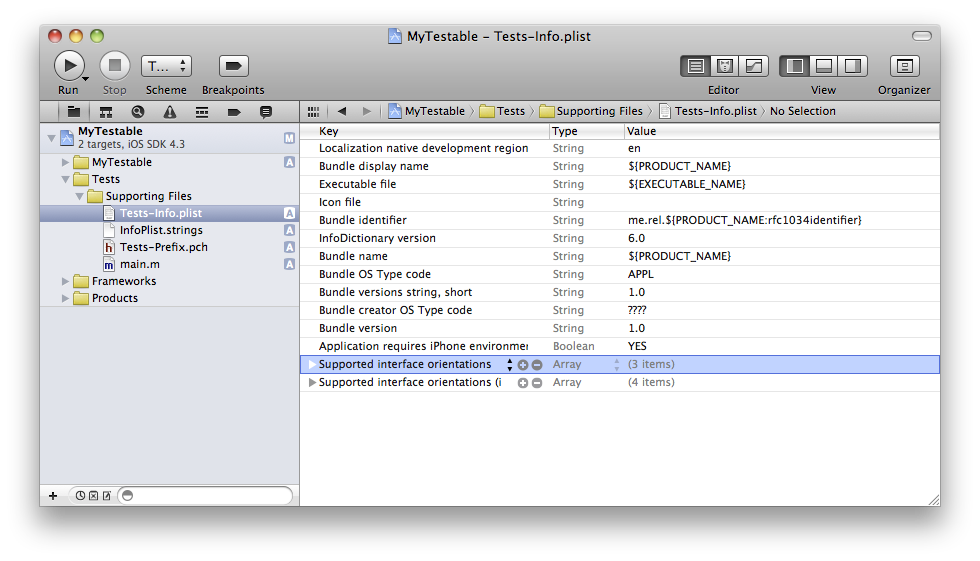 MyTestable – Tests-Info.plist
Run
Stop
T...
Scheme
Breakpoints
Editor
View
Organizer
MyTestable
Tests
Supporting Files
Tests-Info.plist
No Selection
MyTestable
M
2 targets, iOS SDK 4.3
MyTestable
A
Tests
Supporting Files
Tests-Info.plist
A
InfoPlist.strings
A
h Tests-Prefix.pch
A
m main.m
A
Frameworks
Products
Key Type Value
Localization native development region String en
Bundle display name String ${PRODUCT_NAME}
Executable file String ${EXECUTABLE_NAME}
Icon file String
Bundle identifier String me.rel.${PRODUCT_NAME:rfc1034identifier}
InfoDictionary version String 6.0
Bundle name String ${PRODUCT_NAME}
Bundle OS Type code String APPL
Bundle versions string, short String 1.0
Bundle creator OS Type code String ????
Bundle version String 1.0
Application requires iPhone environmen Boolean YES
Supported interface orientations Array (3 items)
Supported interface orientations (i Array (4 items)